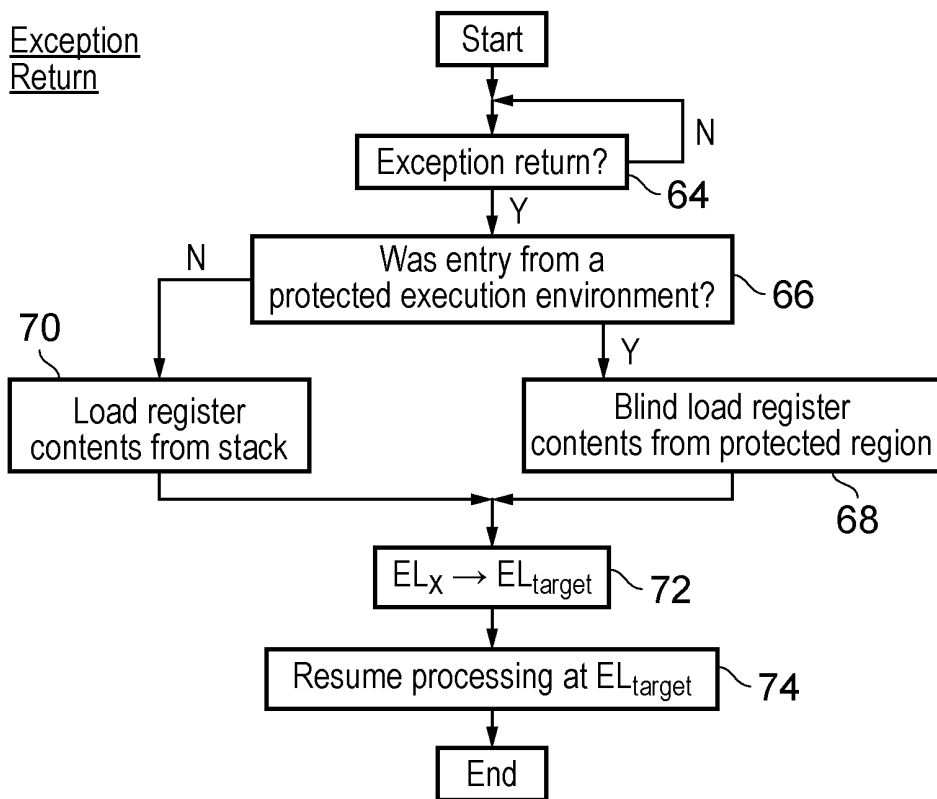 Exception
Return
Start
N
Exception return?
64
Y
N
Was entry from a
protected execution environment?
66
70
Y
Load register
contents from stack
Blind load register
contents from protected region
68
ELX → ELtarget
72
Resume processing at ELtarget
74
End